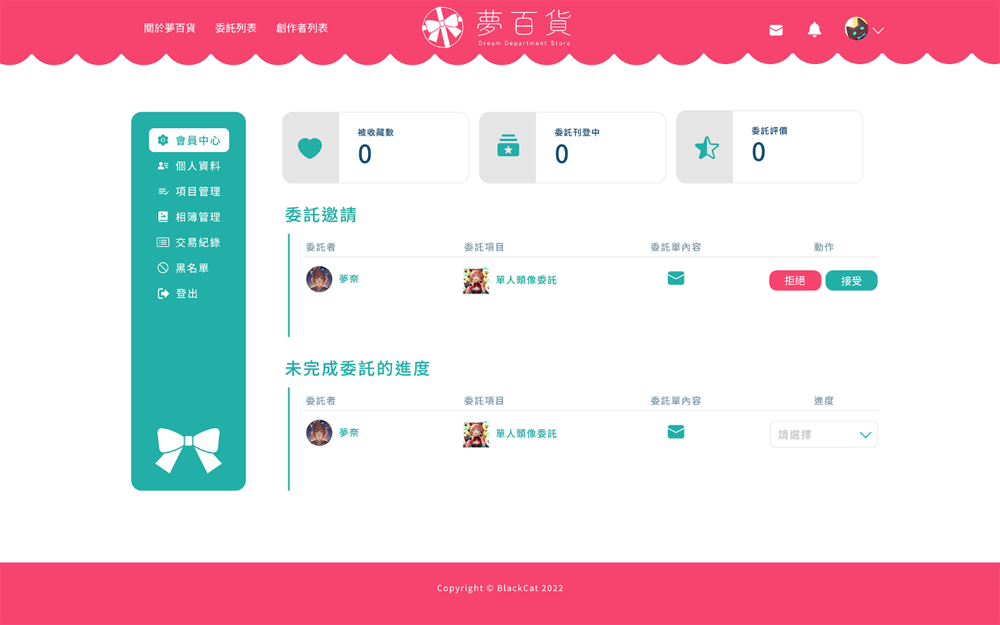 關於夢百貨 委託列表 創作者列表
夢百貨
Dream Department Store
會員中心
個人資料
項目管理
相簿管理
交易紀錄
黑名單
登出
被收藏數
0
委託刊登中
0
委託評價
0
委託邀請
委託者 委託項目 委託單內容 動作
夢奈 單人頭像委託 拒絕 接受
未完成委託的進度
委託者 委託項目 委託單內容 進度
夢奈 單人頭像委託 請選擇
Copyright © BlackCat 2022